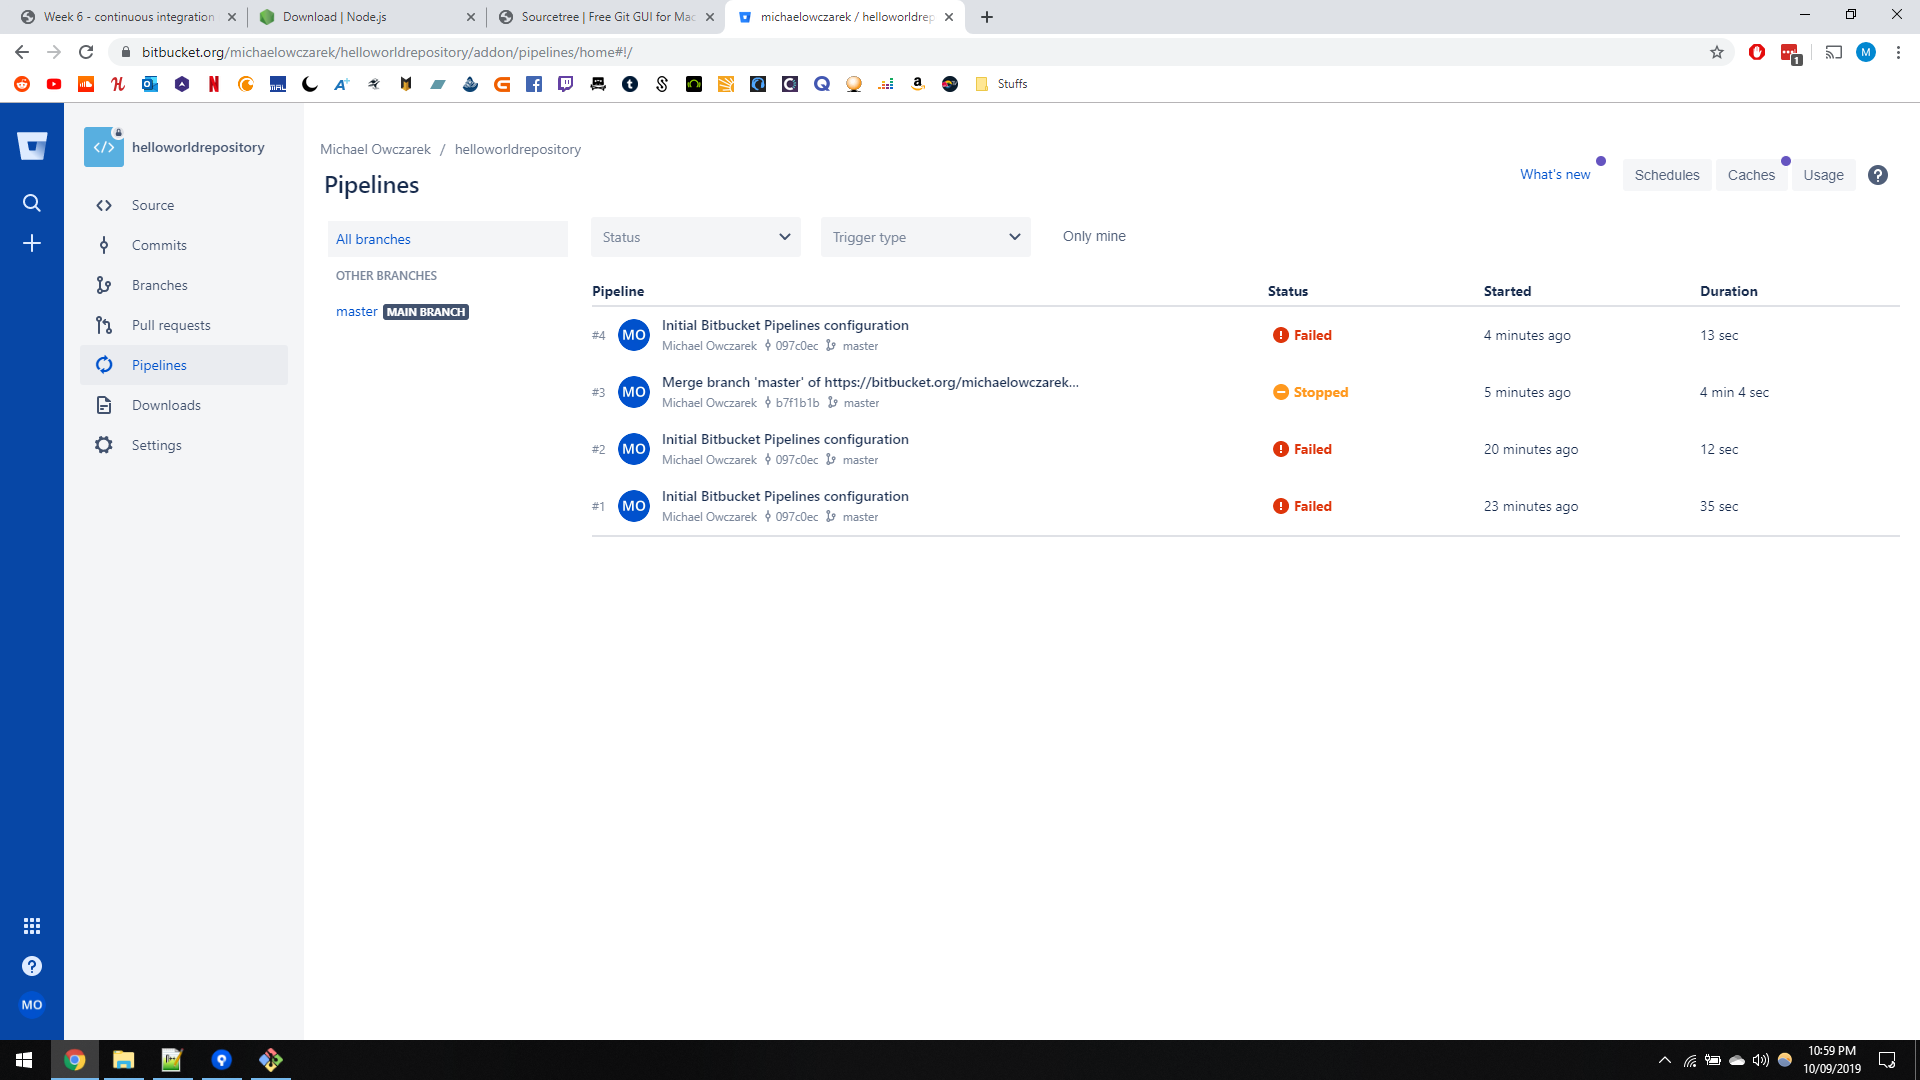 Week 6 - continuous integration
Download | Node.js
Sourcetree | Free Git GUI for Mac
michaelowczarek / helloworldrep
bitbucket.org/michaelowczarek/helloworldrepository/addon/pipelines/home#!/
1
M
MAL
Stuffs
helloworldrepository
Source
Commits
Branches
Pull requests
Pipelines
Downloads
Settings
MO
Michael Owczarek / helloworldrepository
Pipelines
What's new
Schedules
Caches
Usage
All branches
OTHER BRANCHES
master MAIN BRANCH
Status
Trigger type
Only mine
Pipeline Status Started Duration
#4 MO Initial Bitbucket Pipelines configuration Failed 4 minutes ago 13 sec
Michael Owczarek 097c0ec master
#3 MO Merge branch 'master' of https://bitbucket.org/michaelowczarek... Stopped 5 minutes ago 4 min 4 sec
Michael Owczarek b7f1b1b master
#2 MO Initial Bitbucket Pipelines configuration Failed 20 minutes ago 12 sec
Michael Owczarek 097c0ec master
#1 MO Initial Bitbucket Pipelines configuration Failed 23 minutes ago 35 sec
Michael Owczarek 097c0ec master
10:59 PM
10/09/2019